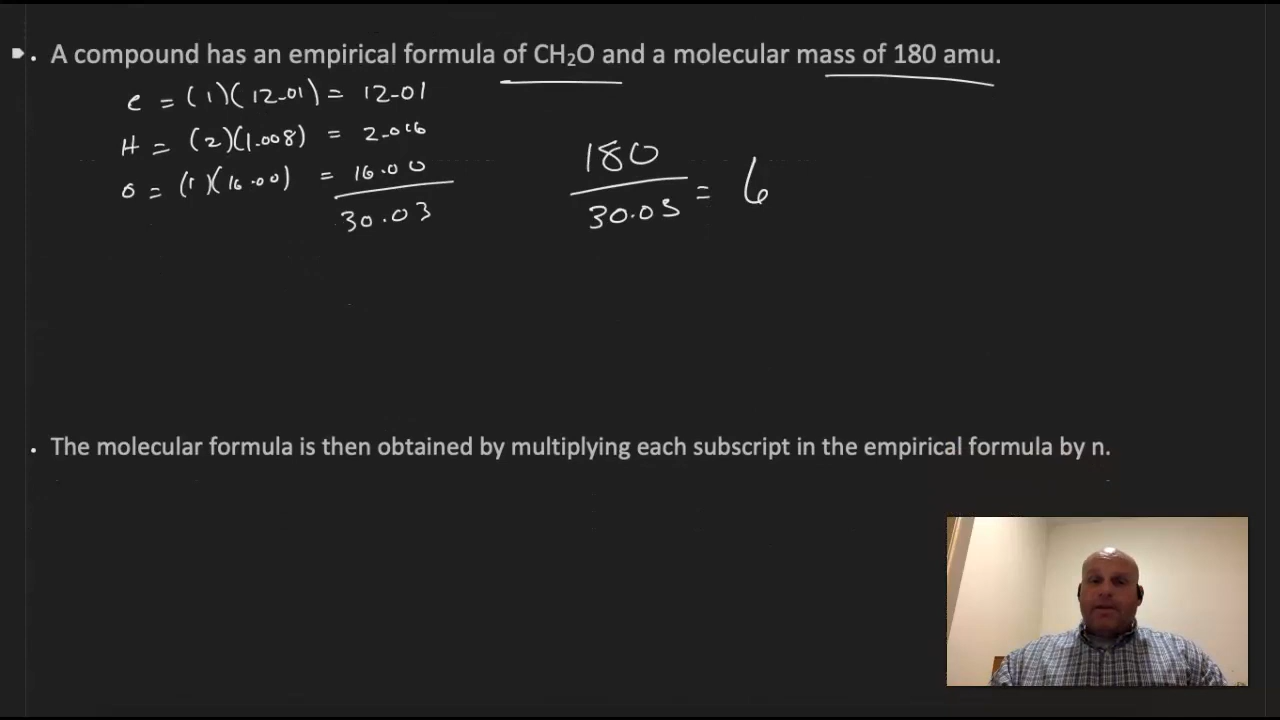 . A compound has an empirical formula of CH₂O and a molecular mass of 180 amu.
C = (1)(12.01) = 12.01
H = (2)(1.008) = 2.016
O = (1)(16.00) = 16.00
30.03
180
30.03
= 6
. The molecular formula is then obtained by multiplying each subscript in the empirical formula by n.